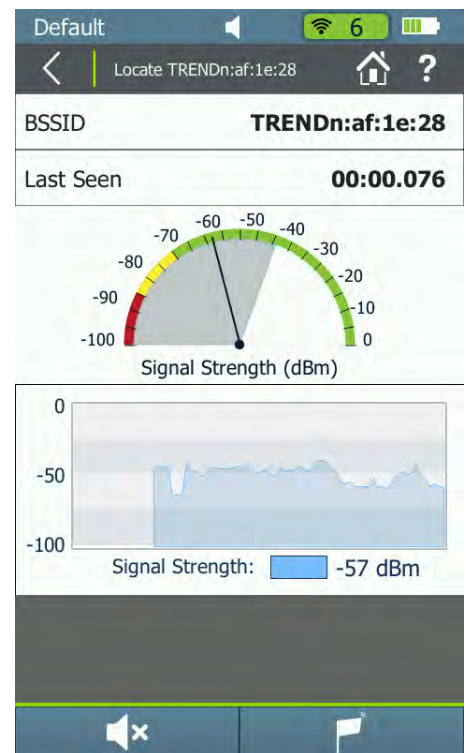 Default 6
Locate TRENDn:af:1e:28 ?
BSSID TRENDn:af:1e:28
Last Seen 00:00.076
-100 -90 -80 -70 -60 -50 -40 -30 -20 -10 0
Signal Strength (dBm)
0
-50
-100
Signal Strength: -57 dBm